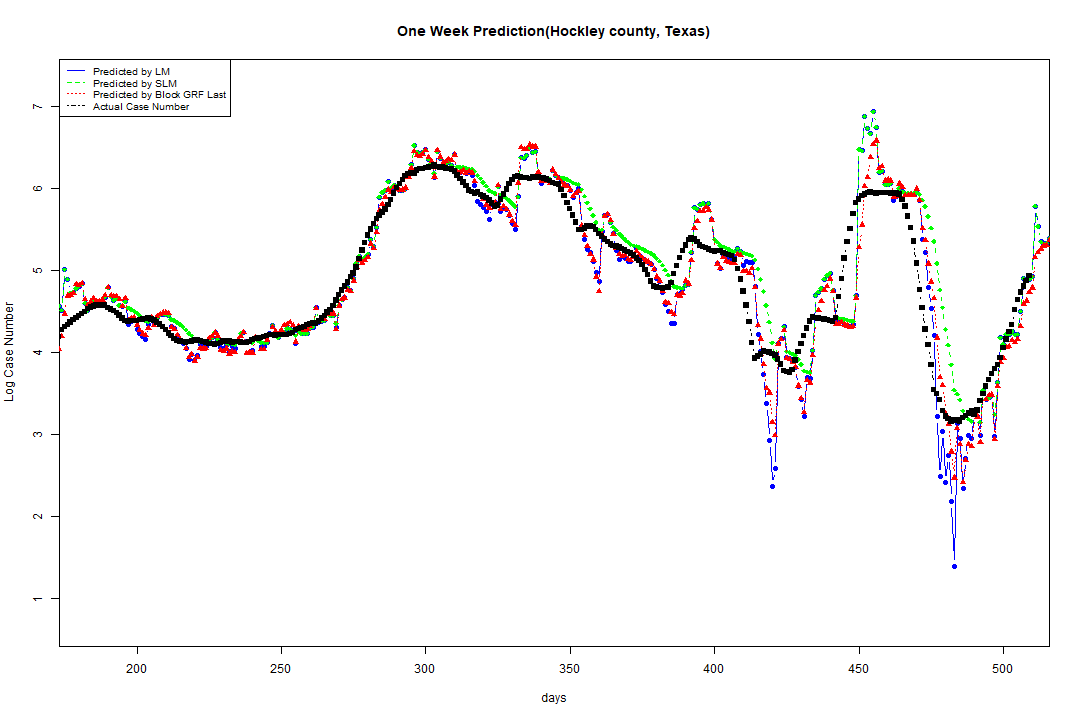 One Week Prediction(Hockley county, Texas)
Predicted by LM
Predicted by SLM
Predicted by Block GRF Last
Actual Case Number
7
6
5
4
3
2
1
Log Case Number
200 250 300 350 400 450 500
days